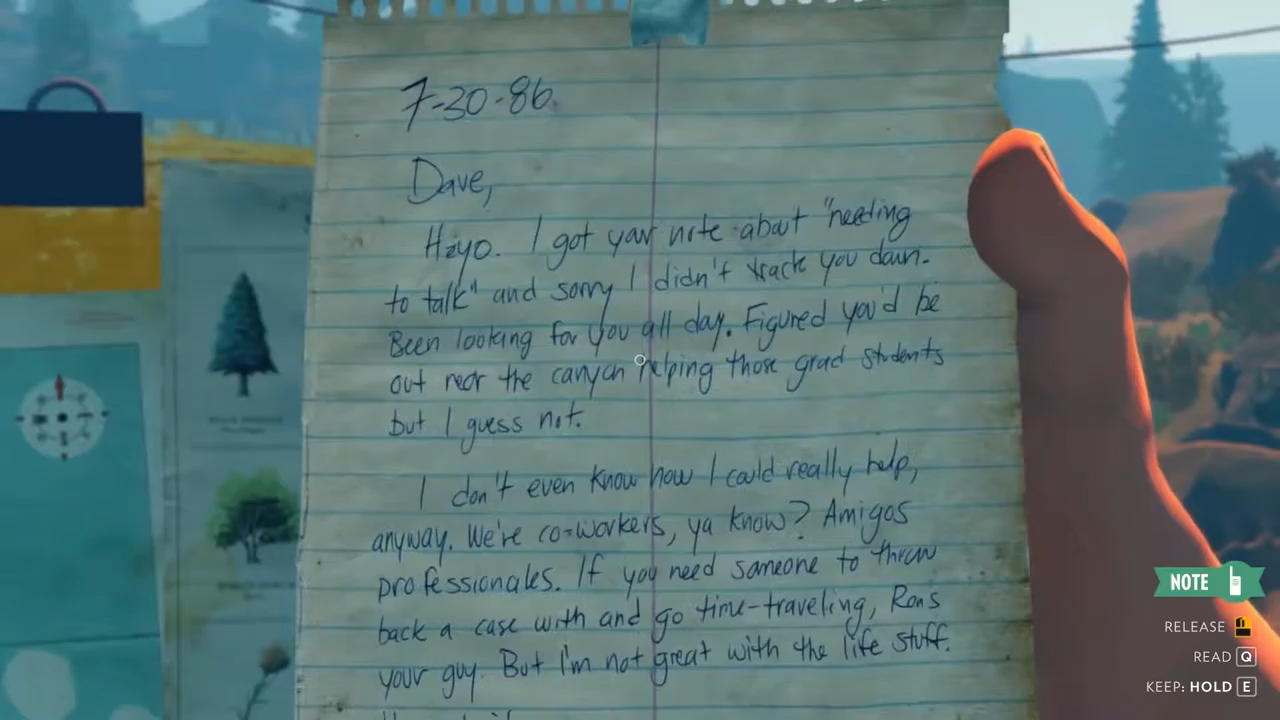 7-30-86.
Dave,
Heyo. I got your note about "needing
to talk" and sorry I didn't track you down.
Been looking for you all day. Figured you'd be
out near the canyon helping those grad students
but I guess not.
I don't even know how I could really help,
anyway. We're co-workers, ya know? Amigos
professionales. If you need someone to throw
back a case with and go time-traveling, Ron's
your guy. But I'm not great with the life stuff.
NOTE
RELEASE
READ Q
KEEP: HOLD E